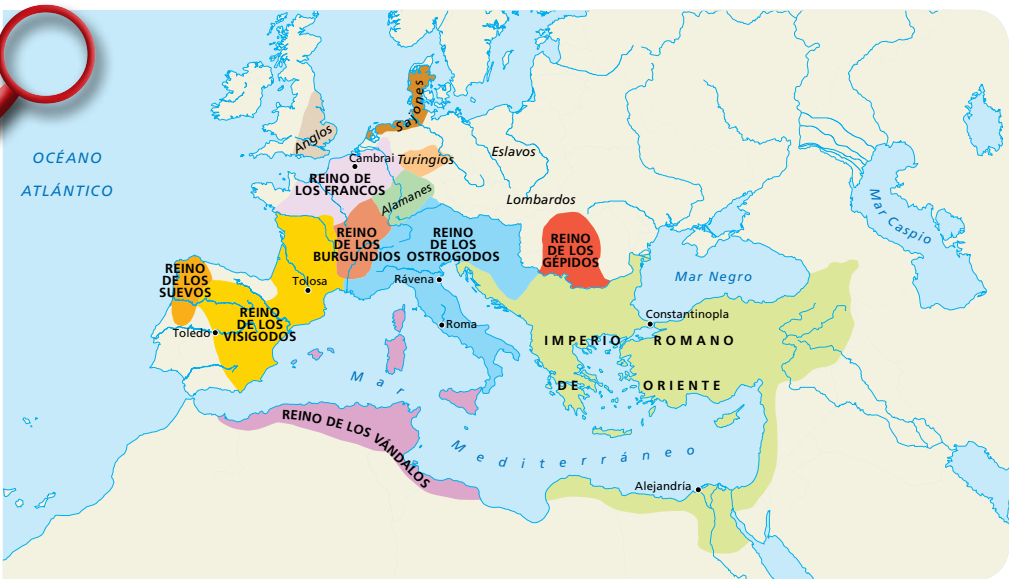 OCÉANO
ATLÁNTICO
Anglos
Sajones
Cambrai
Turingios
Eslavos
REINO DE
LOS FRANCOS
Alamanes
Lombardos
REINO
DE LOS
BURGUNDIOS
REINO
DE LOS
OSTROGODOS
REINO
DE LOS
GÉPIDOS
Mar Caspio
Mar Negro
REINO
DE LOS
SUEVOS
Tolosa
Rávena
REINO
DE LOS
VISIGODOS
Toledo
Roma
Constantinopla
IMPERIO ROMANO
DE ORIENTE
Mar
Mediterráneo
REINO DE LOS VÁNDALOS
Alejandría